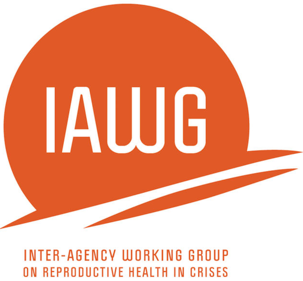 IAWG
INTER-AGENCY WORKING GROUP
ON REPRODUCTIVE HEALTH IN CRISES